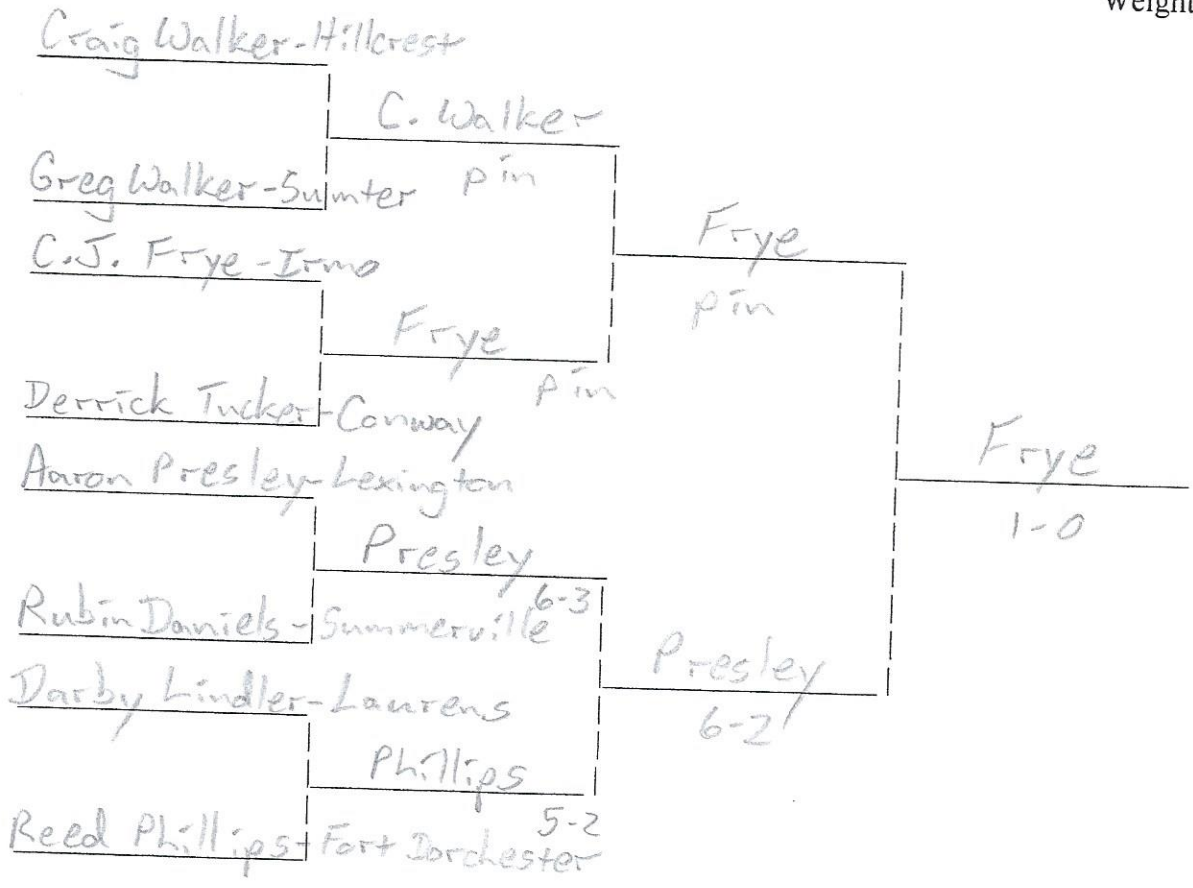 Weight
Craig Walker-Hillcrest
C. Walker
pin
Greg Walker-Sumter
C.J. Frye-Irmo
Frye
pin
Frye
pin
Derrick Tucker-Conway
Aaron Presley-Lexington
Frye
1-0
Presley
6-3
Rubin Daniels-Summerville
Presley
6-2
Darby Lindler-Laurens
Phillips
5-2
Reed Phillips-Fort Dorchester